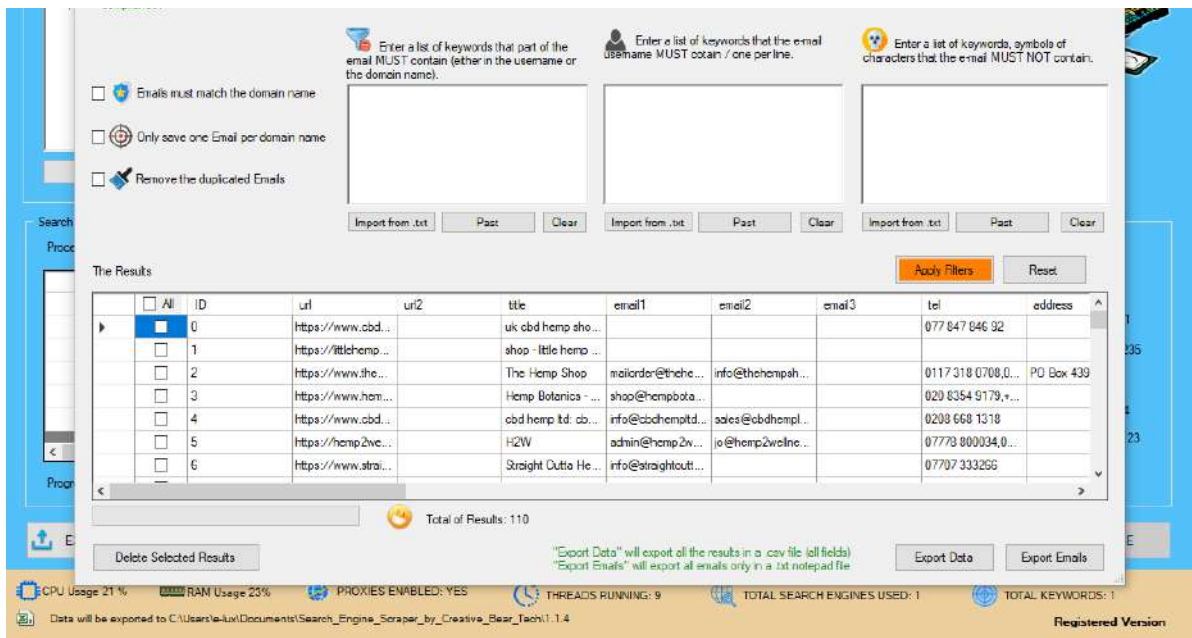 Enter a list of keywords that part of the
email MUST contain (either in the username or
the domain name).
Enter a list of keywords that the e-mail
username MUST cotain / one per line.
Enter a list of keywords, symbols of
characters that the e-mail MUST NOT contain.
Emails must match the domain name
Only save one Email per domain name
Remove the duplicated Emails
Import from .txt Past Clear Import from .txt Past Clear Import from .txt Past Clear
Search
Proce
The Results Apply Filters Reset
All ID url url2 title email1 email2 email3 tel address
0 https://www.cbd... uk cbd hemp sho... 077 847 846 92
1 https://littlehemp... shop - little hemp ...
2 https://www.the... The Hemp Shop mailorder@thehe... info@thehempsh... 0117 318 0708,0... PO Box 439
3 https://www.hem... Hemp Botanics - ... shop@hempbota... 020 8354 9179,+...
4 https://www.cbd... cbd hemp ltd: cb... info@cbdhempltd... sales@cbdhempl... 0208 668 1318
5 https://hemp2we... H2W admin@hemp2w... jo@hemp2wellne... 07778 800034,0...
6 https://www.strai... Straight Outta He... info@straightoutt... 07707 333266
235
23
Progr
Total of Results: 110
E
Delete Selected Results
"Export Data" will export all the results in a .csv file (all fields)
"Export Emails" will export all emails only in a .txt notepad file
Export Data Export Emails
E
CPU Usage 21 % RAM Usage 23% PROXIES ENABLED: YES THREADS RUNNING: 9 TOTAL SEARCH ENGINES USED: 1 TOTAL KEYWORDS: 1
Data will be exported to C:\Users\e-lux\Documents\Search_Engine_Scraper_by_Creative_Bear_Tech\1.1.4 Registered Version